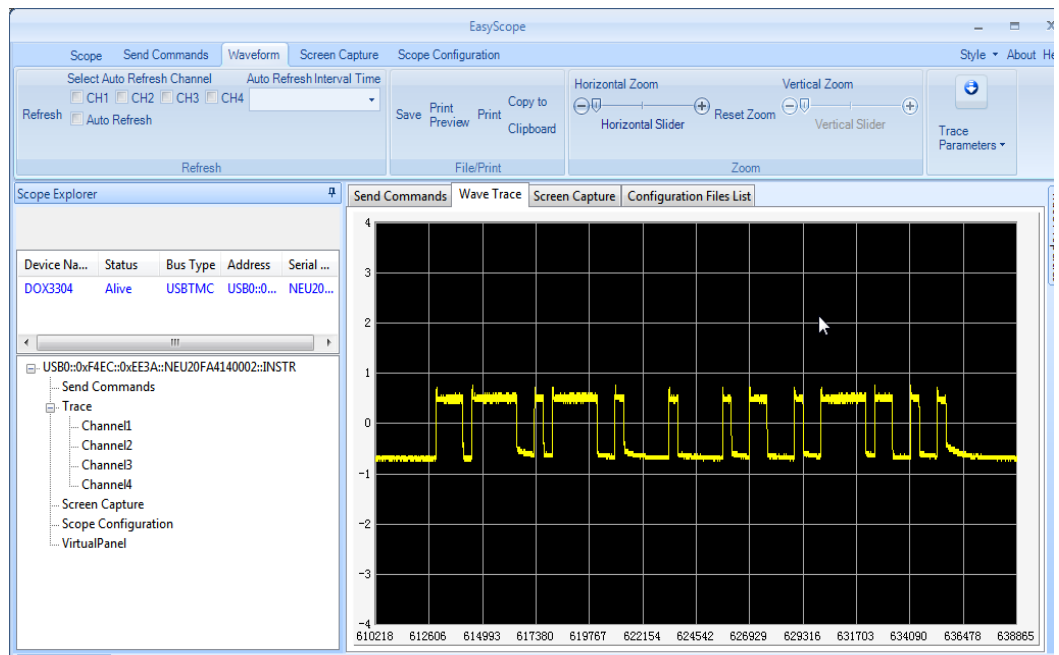 EasyScope
Scope Send Commands Waveform Screen Capture Scope Configuration Style About He
Select Auto Refresh Channel Auto Refresh Interval Time
CH1 CH2 CH3 CH4
Refresh
Auto Refresh
Refresh
Save Print Preview Print Copy to Clipboard
File/Print
Horizontal Zoom Vertical Zoom
Reset Zoom
Horizontal Slider Vertical Slider
Zoom
Trace
Parameters
Scope Explorer
Device Na... Status Bus Type Address Serial ...
DOX3304 Alive USBTMC USB0::0... NEU20...
USB0::0xF4EC::0xEE3A::NEU20FA4140002::INSTR
Send Commands
Trace
Channel1
Channel2
Channel3
Channel4
Screen Capture
Scope Configuration
VirtualPanel
Send Commands Wave Trace Screen Capture Configuration Files List
4
3
2
1
0
-1
-2
-3
-4
610218 612606 614993 617380 619767 622154 624542 626929 629316 631703 634090 636478 638865